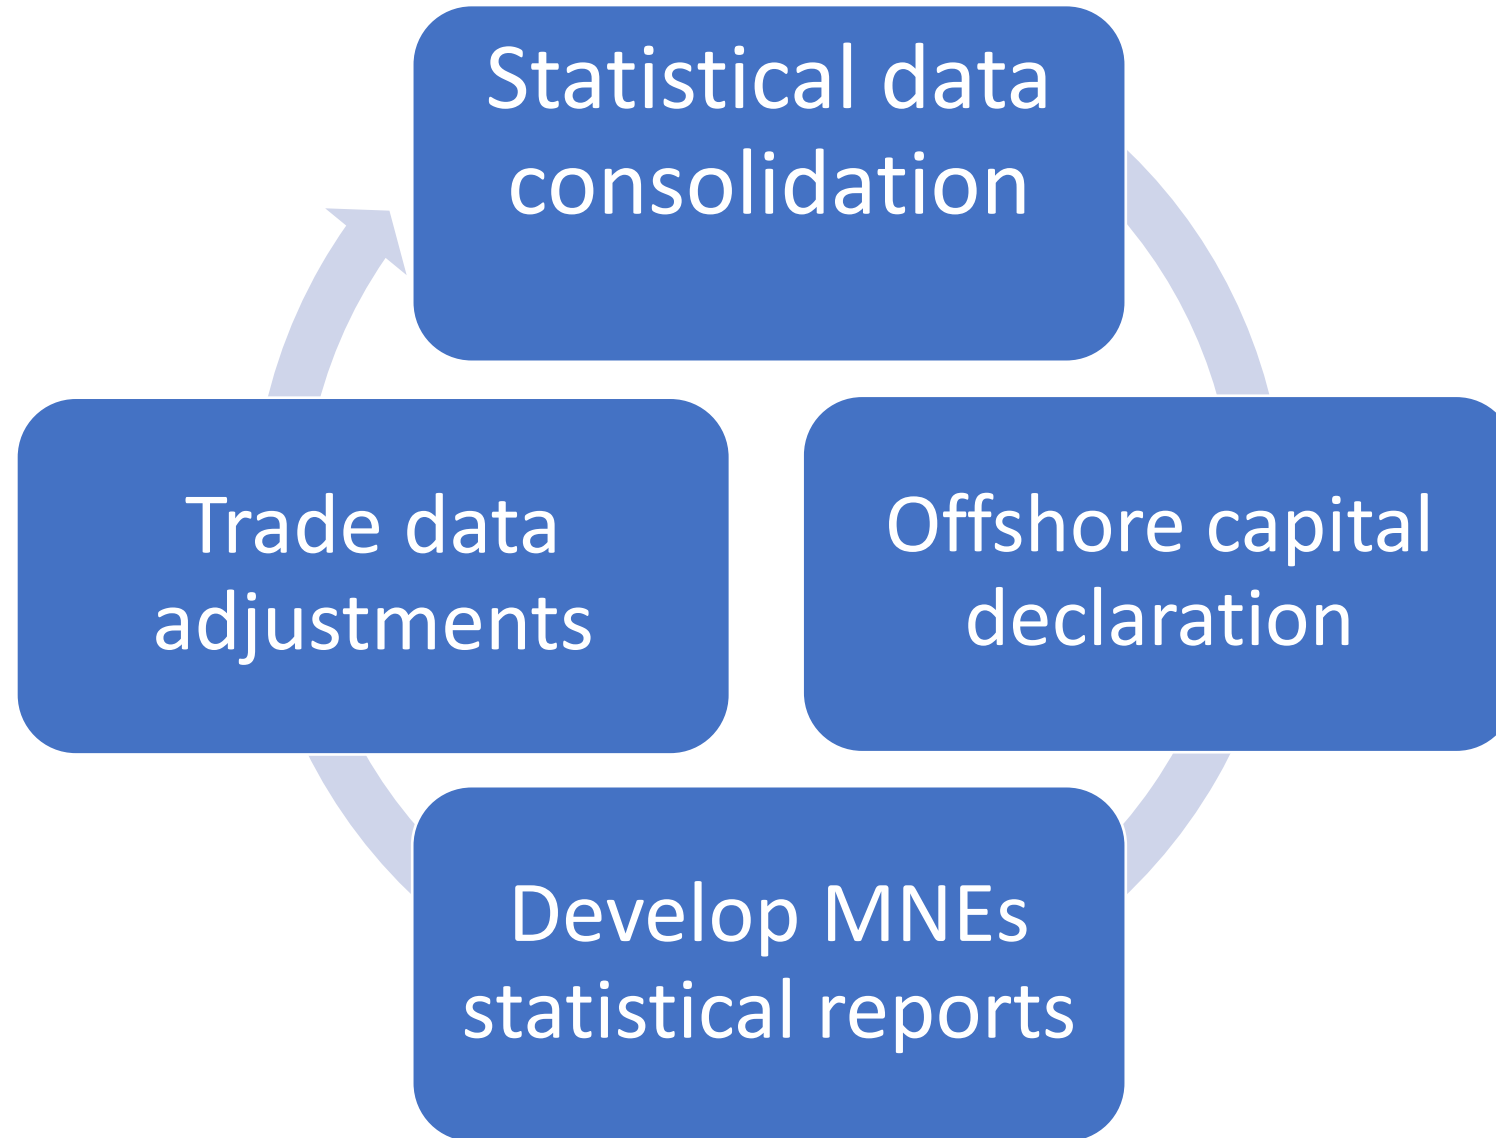 Statistical data
consolidation
Trade data
adjustments
Offshore capital
declaration
Develop MNEs
statistical reports